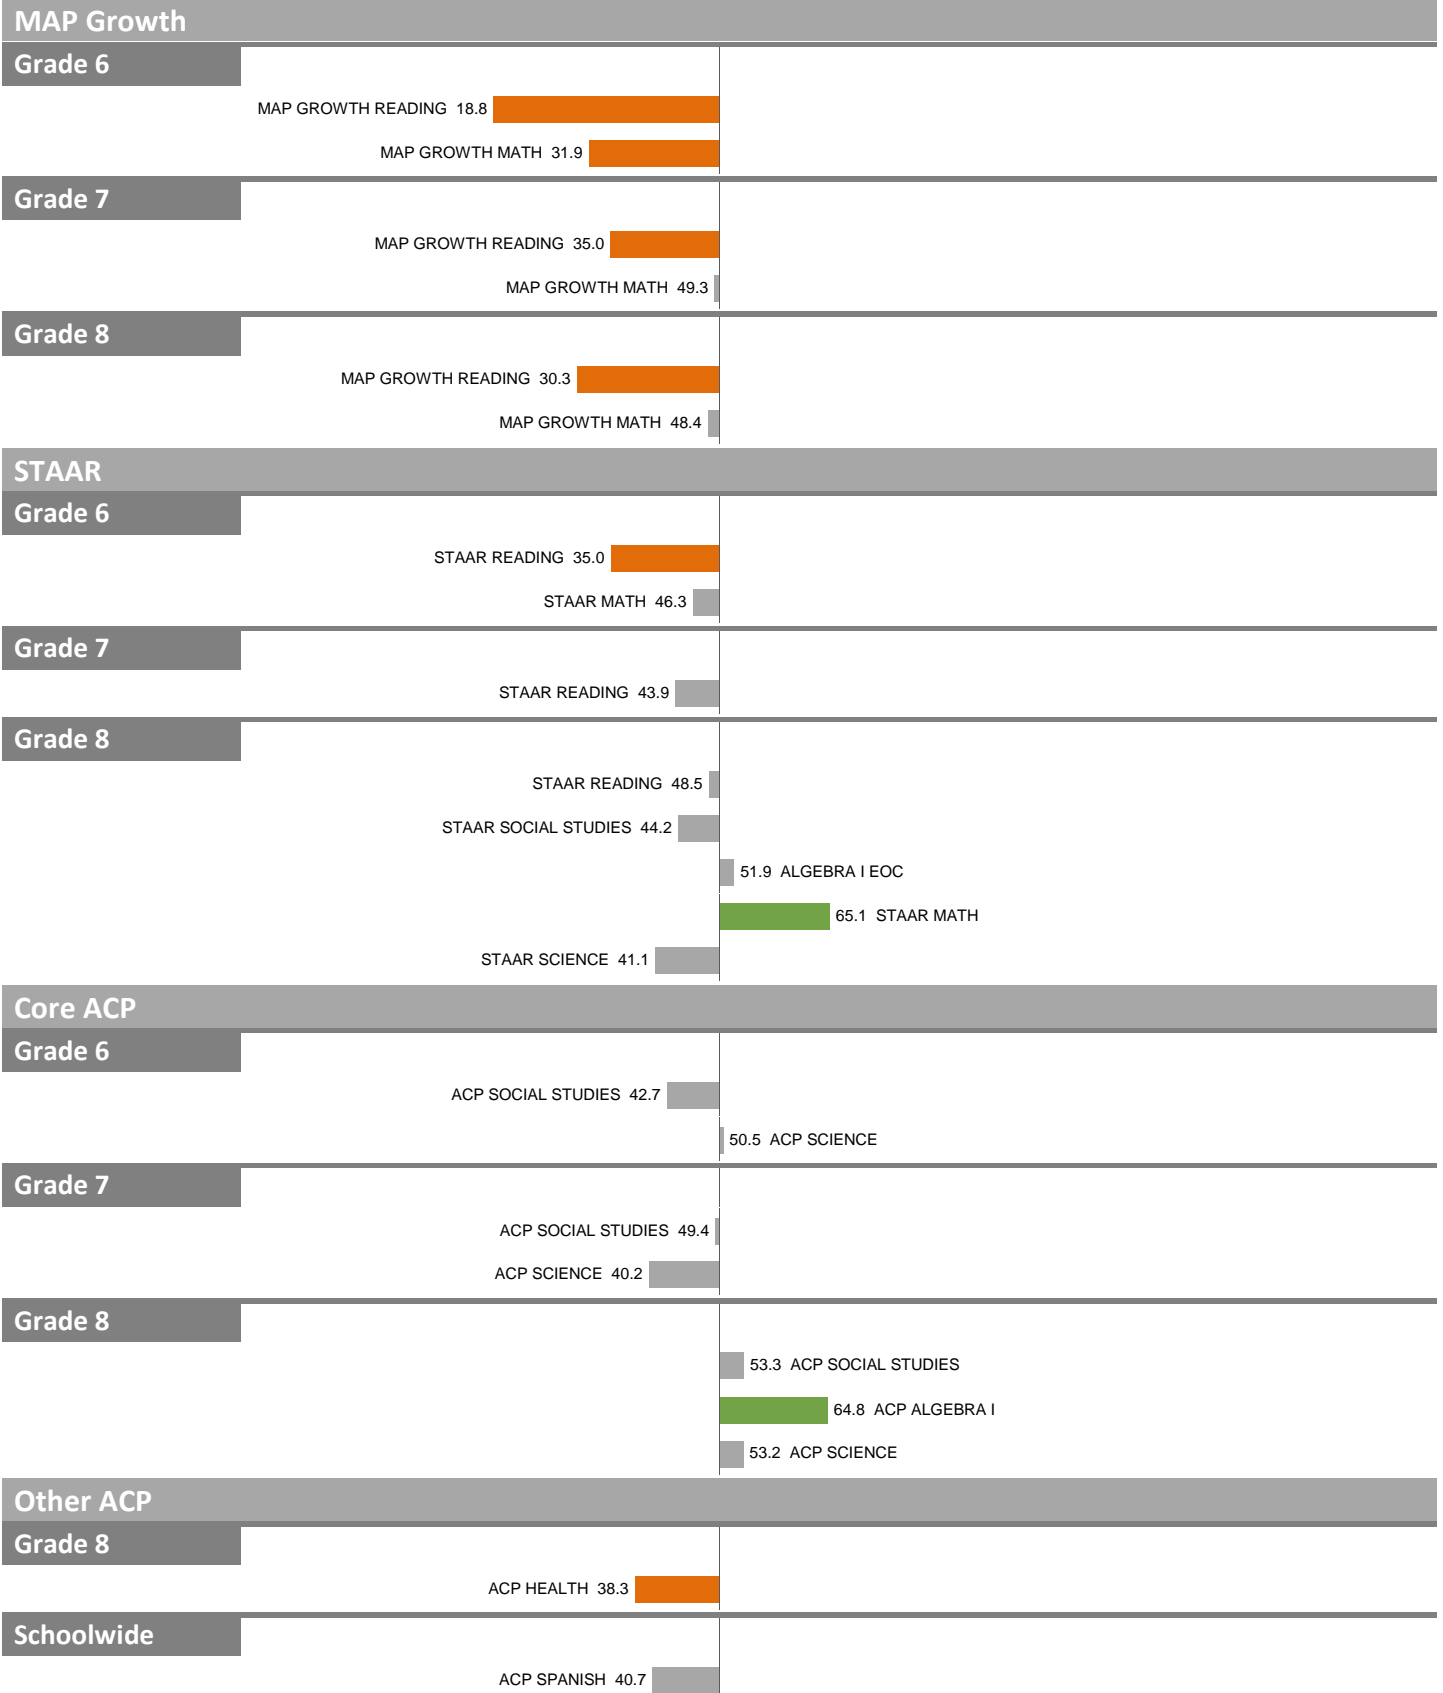 MAP Growth
Grade 6
MAP GROWTH READING 18.8
MAP GROWTH MATH 31.9
Grade 7
MAP GROWTH READING 35.0
MAP GROWTH MATH 49.3
Grade 8
MAP GROWTH READING 30.3
MAP GROWTH MATH 48.4
STAAR
Grade 6
STAAR READING 35.0
STAAR MATH 46.3
Grade 7
STAAR READING 43.9
Grade 8
STAAR READING 48.5
STAAR SOCIAL STUDIES 44.2
51.9 ALGEBRA I EOC
65.1 STAAR MATH
STAAR SCIENCE 41.1
Core ACP
Grade 6
ACP SOCIAL STUDIES 42.7
50.5 ACP SCIENCE
Grade 7
ACP SOCIAL STUDIES 49.4
ACP SCIENCE 40.2
Grade 8
53.3 ACP SOCIAL STUDIES
64.8 ACP ALGEBRA I
53.2 ACP SCIENCE
Other ACP
Grade 8
ACP HEALTH 38.3
Schoolwide
ACP SPANISH 40.7